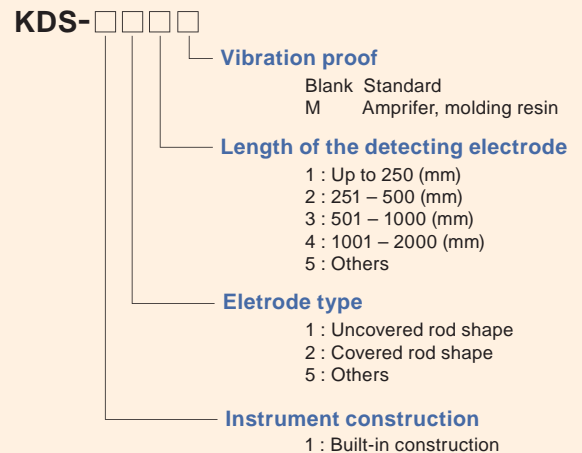 KDS-□□□□
Vibration proof
Blank Standard
M Amprifer, molding resin
Length of the detecting electrode
1 : Up to 250 (mm)
2 : 251 – 500 (mm)
3 : 501 – 1000 (mm)
4 : 1001 – 2000 (mm)
5 : Others
Eletrode type
1 : Uncovered rod shape
2 : Covered rod shape
5 : Others
Instrument construction
1 : Built-in construction